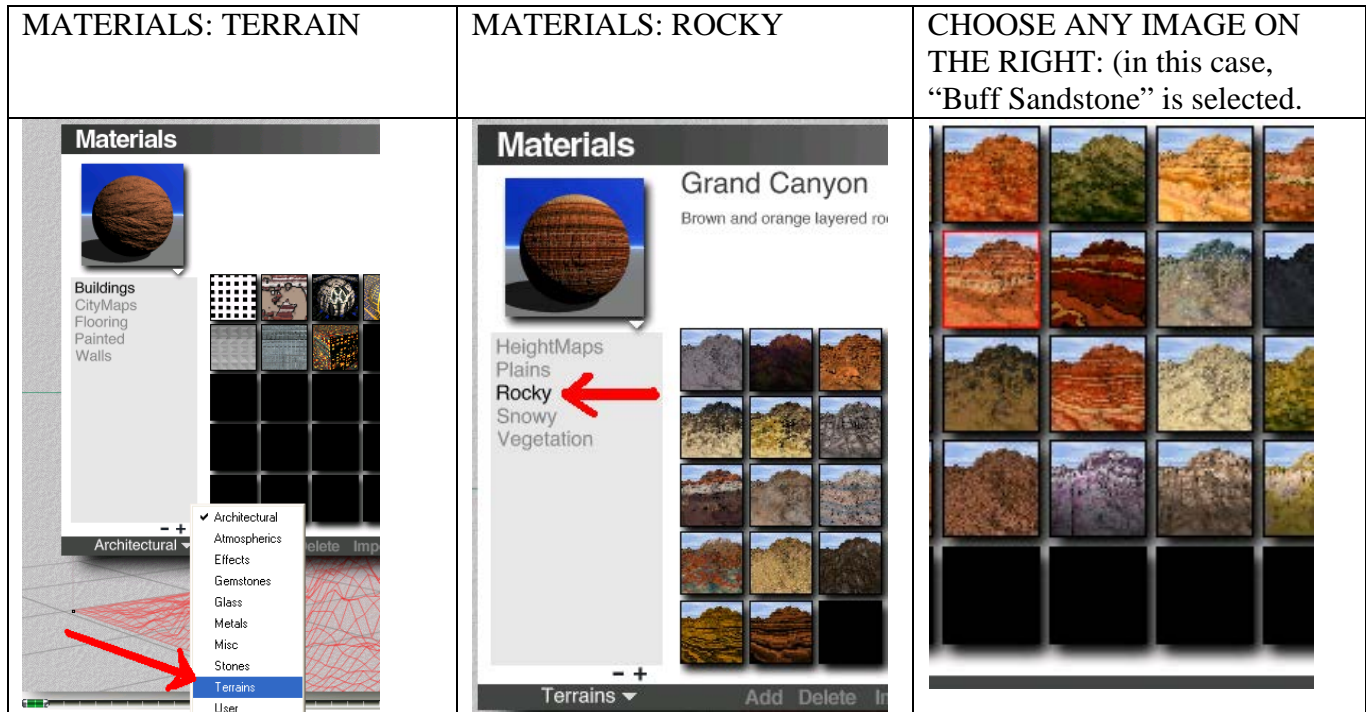 MATERIALS: TERRAIN
MATERIALS: ROCKY
CHOOSE ANY IMAGE ON
THE RIGHT: (in this case,
“Buff Sandstone” is selected.
Materials
Buildings
CityMaps
Flooring
Painted
Walls
- +
Architectural
✔ Architectural
Atmospherics
Effects
Gemstones
Glass
Metals
Misc
Stones
Terrains
User
Materials
Grand Canyon
Brown and orange layered
HeightMaps
Plains
Rocky
Snowy
Vegetation
- +
Terrains
Add Delete